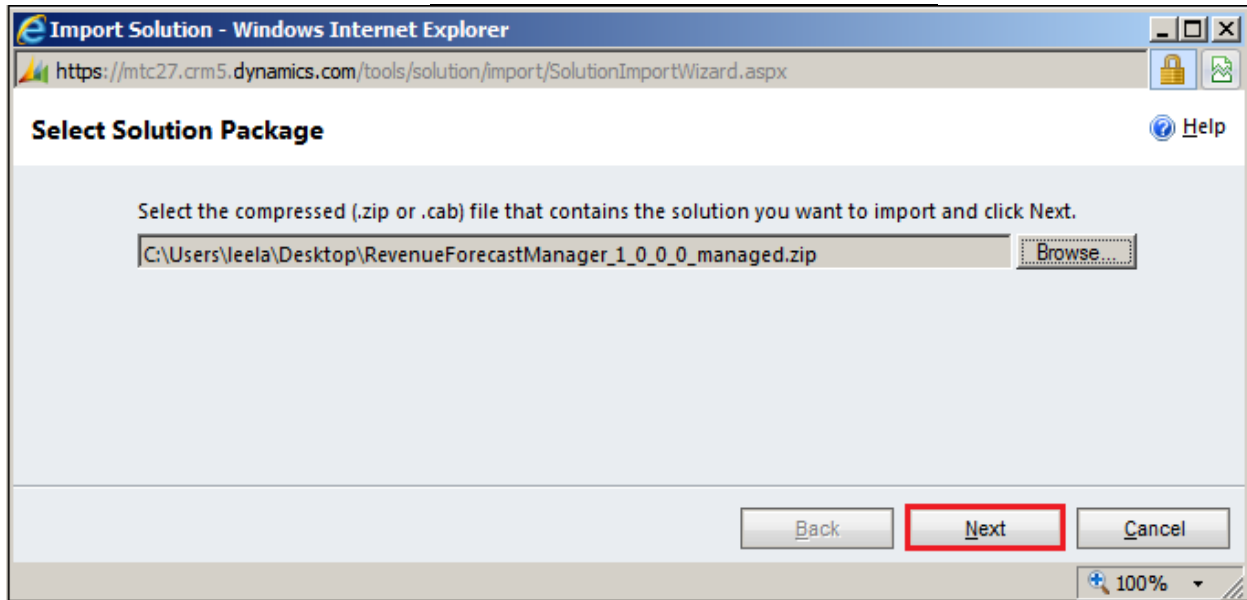 Import Solution - Windows Internet Explorer
https://mtc27.crm5.dynamics.com/tools/solution/import/SolutionImportWizard.aspx
Select Solution Package
Help
Select the compressed (.zip or .cab) file that contains the solution you want to import and click Next.
C:\Users\leela\Desktop\RevenueForecastManager_1_0_0_0_managed.zip
Browse...
Back
Next
Cancel
100%